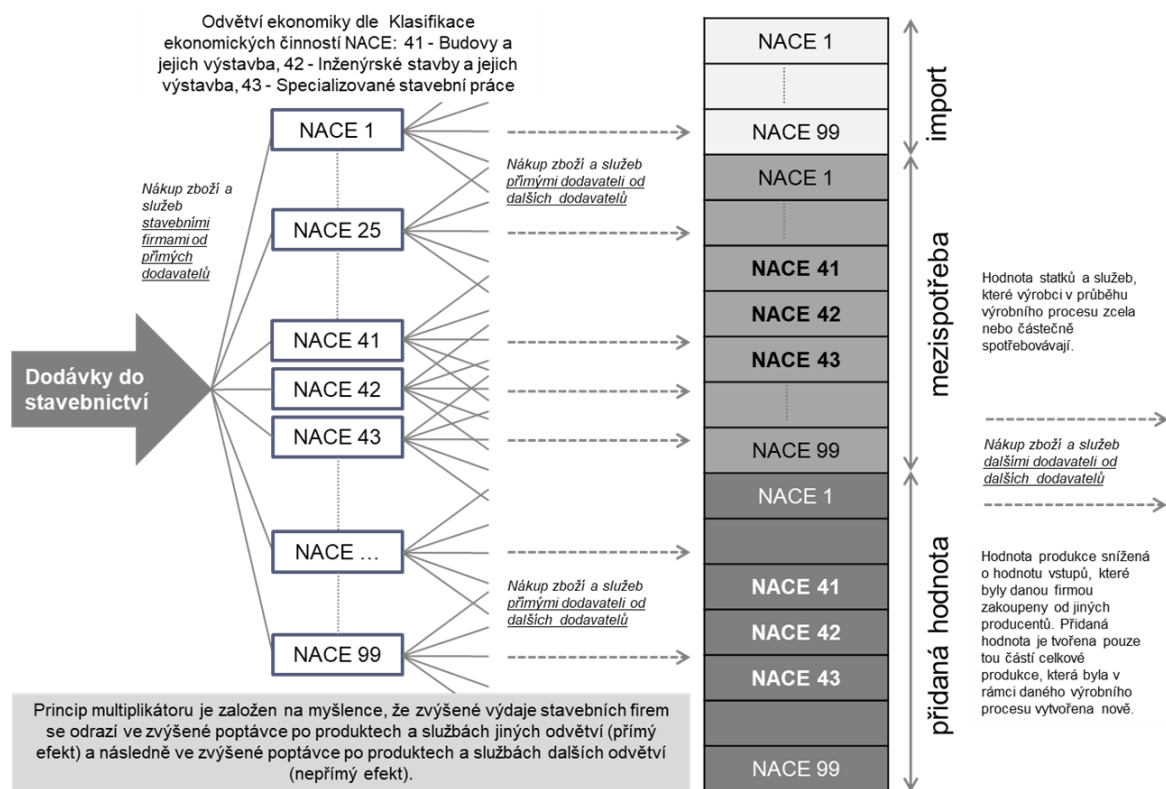 Odvětví ekonomiky dle Klasifikace
ekonomických činností NACE: 41 - Budovy a
jejich výstavba, 42 - Inženýrské stavby a jejich
výstavba, 43 - Specializované stavební práce
Dodávky do
stavebnictví
Nákup zboží a
služeb
stavebními
firmami od
přímých
dodavatelů
NACE 1
NACE 25
NACE 41
NACE 42
NACE 43
NACE ...
NACE 99
Nákup zboží a služeb
přímými dodavateli od
dalších dodavatelů
Nákup zboží a služeb
přímými dodavateli od
dalších dodavatelů
Princip multiplikátoru je založen na myšlence, že zvýšené výdaje stavebních firem
se odrazí ve zvýšené poptávce po produktech a službách jiných odvětví (přímý
efekt) a následně ve zvýšené poptávce po produktech a službách dalších odvětví
(nepřímý efekt).
NACE 1
NACE 99
import
NACE 1
NACE 41
NACE 42
NACE 43
NACE 99
mezispotřeba
NACE 1
NACE 41
NACE 42
NACE 43
NACE 99
přidaná hodnota
Hodnota statků a služeb,
které výrobci v průběhu
výrobního procesu zcela
nebo částečně
spotřebovávají.
Nákup zboží a služeb
dalšími dodavateli od
dalších dodavatelů
Hodnota produkce snížená
o hodnotu vstupů, které
byly danou firmou
zakoupeny od jiných
producentů. Přidaná
hodnota je tvořena pouze
tou částí celkové
produkce, která byla v
rámci daného výrobního
procesu vytvořena nově.